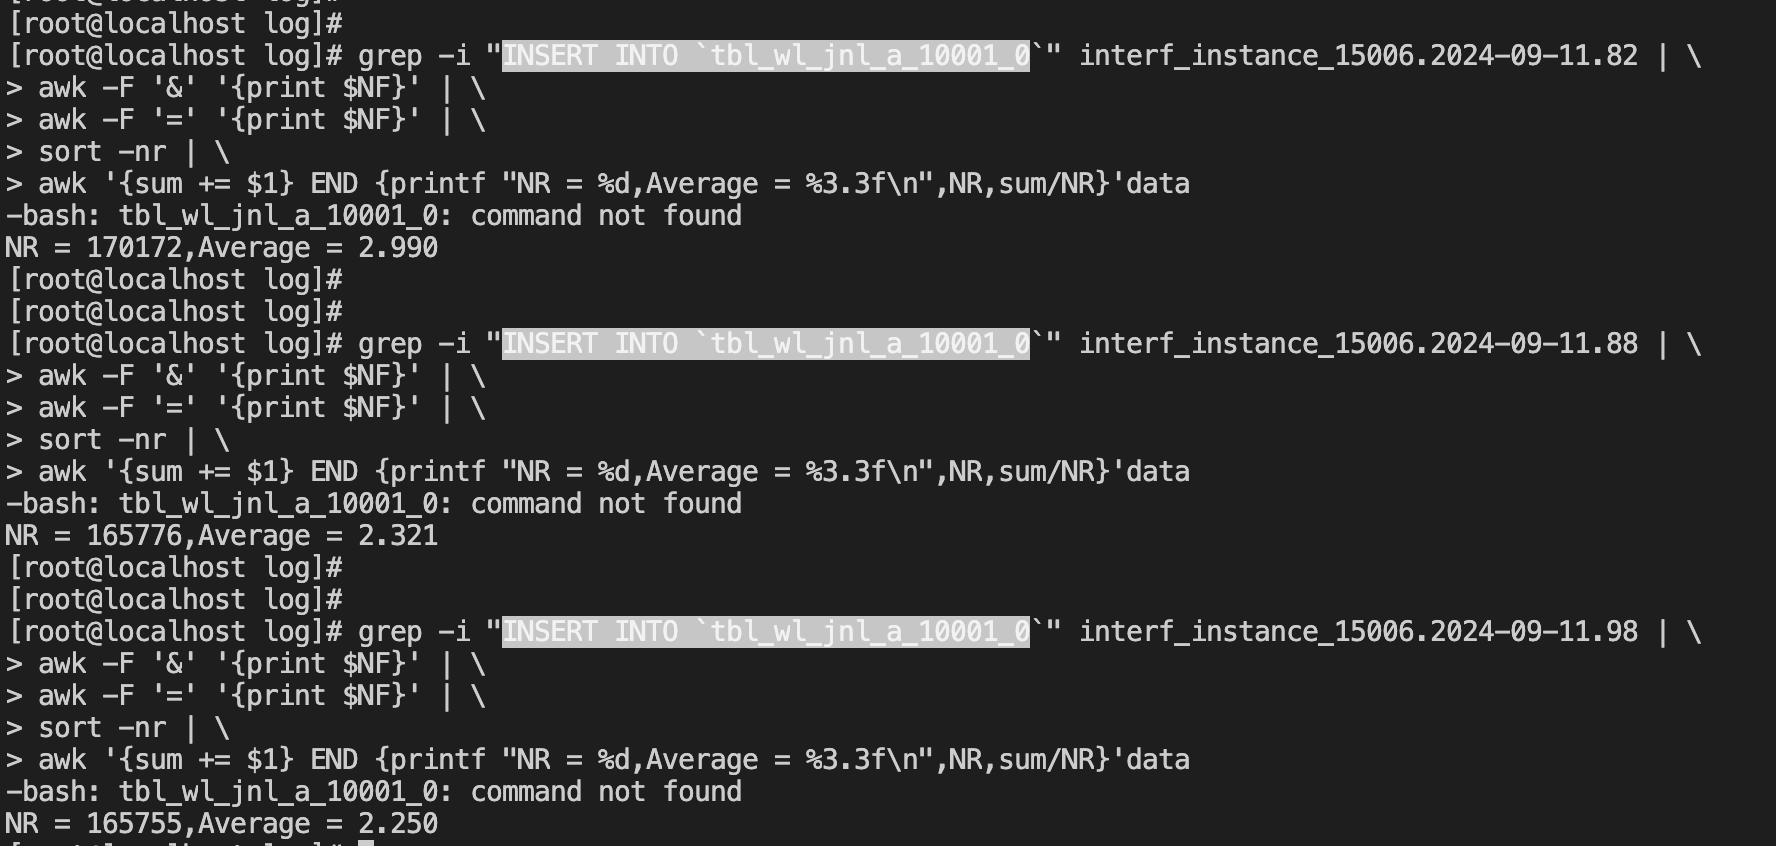 [root@localhost log]#
[root@localhost log]# grep -i "INSERT INTO `tbl_wl_jnl_a_10001_0`" interf_instance_15006.2024-09-11.82 | \
> awk -F '&' '{print $NF}' | \
> awk -F '=' '{print $NF}' | \
> sort -nr | \
> awk '{sum += $1} END {printf "NR = %d,Average = %3.3f\n",NR,sum/NR}'data
-bash: tbl_wl_jnl_a_10001_0: command not found
NR = 170172,Average = 2.990
[root@localhost log]#
[root@localhost log]#
[root@localhost log]# grep -i "INSERT INTO `tbl_wl_jnl_a_10001_0`" interf_instance_15006.2024-09-11.88 | \
> awk -F '&' '{print $NF}' | \
> awk -F '=' '{print $NF}' | \
> sort -nr | \
> awk '{sum += $1} END {printf "NR = %d,Average = %3.3f\n",NR,sum/NR}'data
-bash: tbl_wl_jnl_a_10001_0: command not found
NR = 165776,Average = 2.321
[root@localhost log]#
[root@localhost log]#
[root@localhost log]# grep -i "INSERT INTO `tbl_wl_jnl_a_10001_0`" interf_instance_15006.2024-09-11.98 | \
> awk -F '&' '{print $NF}' | \
> awk -F '=' '{print $NF}' | \
> sort -nr | \
> awk '{sum += $1} END {printf "NR = %d,Average = %3.3f\n",NR,sum/NR}'data
-bash: tbl_wl_jnl_a_10001_0: command not found
NR = 165755,Average = 2.250